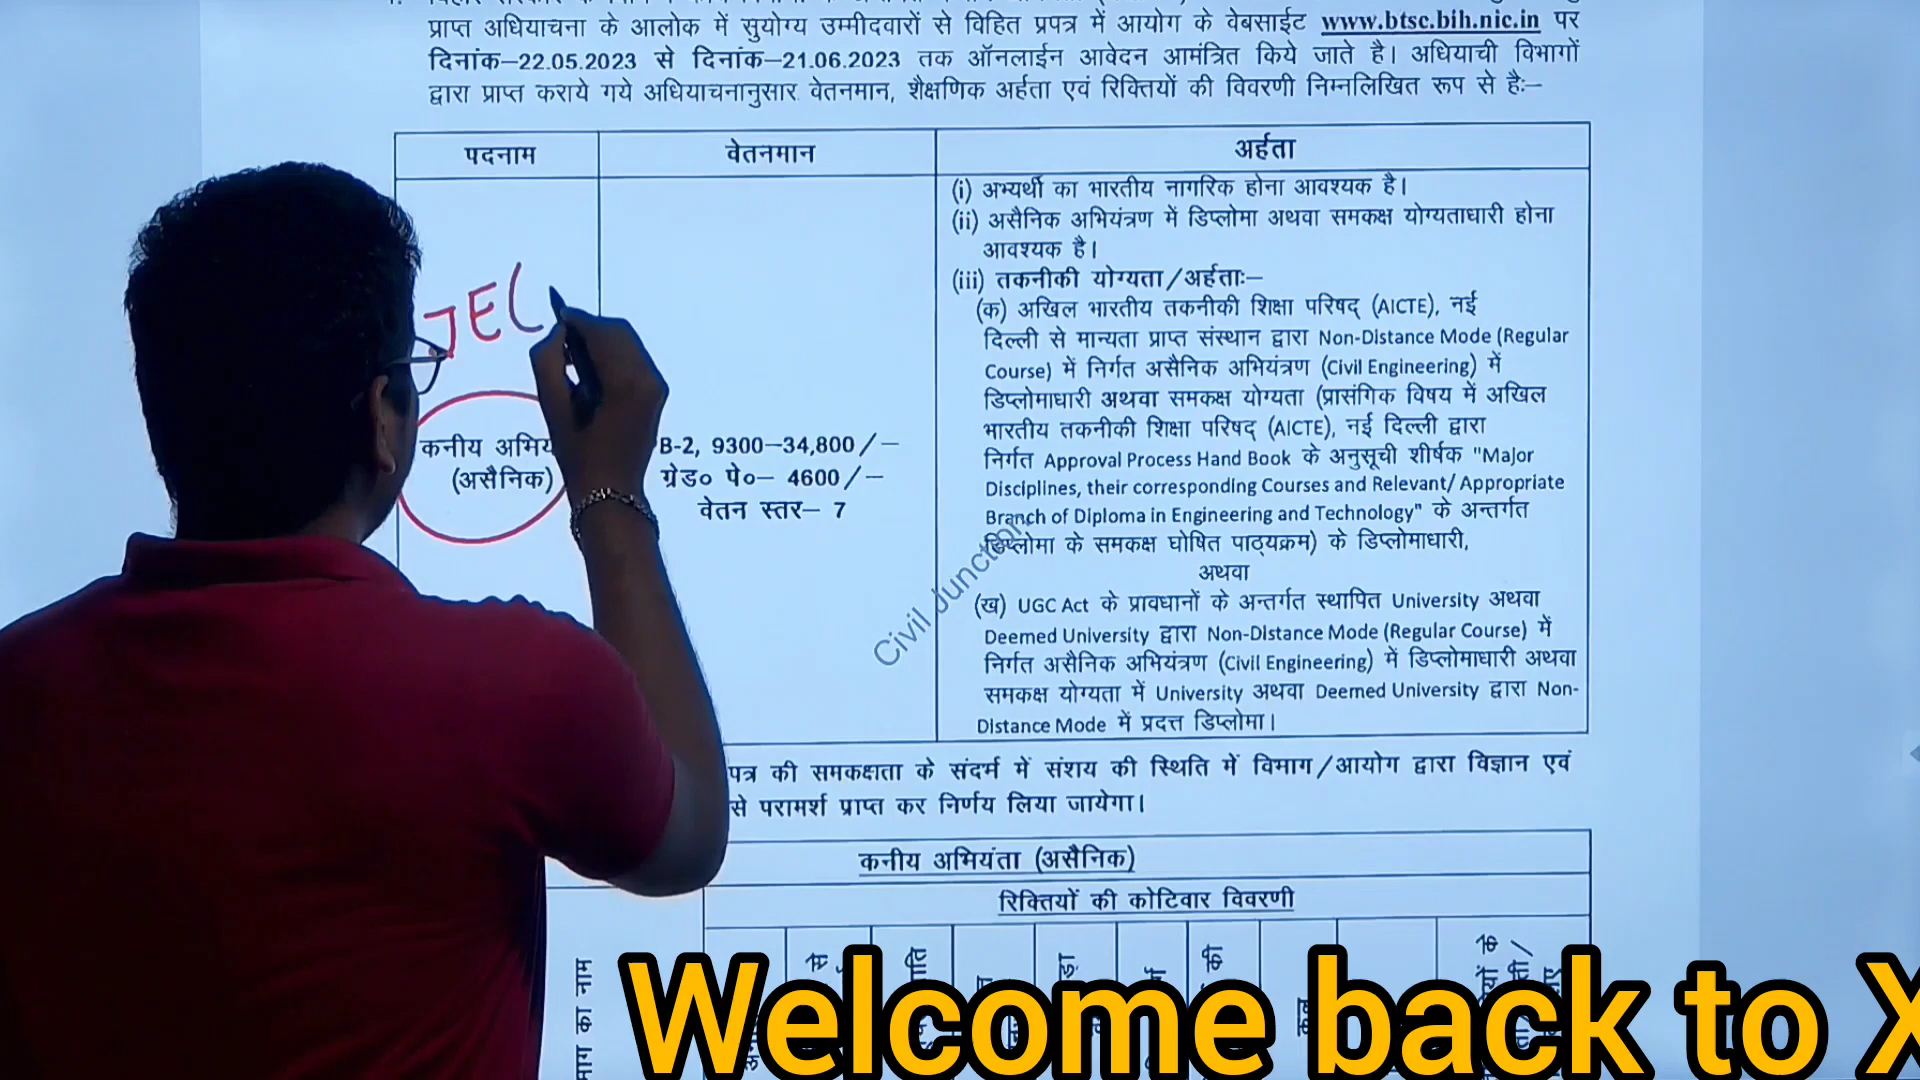 प्राप्त अधियाचना के आलोक में सुयोग्य उम्मीदवारों से विहित प्रपत्र में आयोग के वेबसाईट www.btsc.bih.nic.in पर
दिनांक–22.05.2023 से दिनांक–21.06.2023 तक ऑनलाईन आवेदन आमंत्रित किये जाते है। अधियाची विभागों
द्वारा प्राप्त कराये गये अधियाचनानुसार वेतनमान, शैक्षणिक अर्हता एवं रिक्तियों की विवरणी निम्नलिखित रूप से है:–
पदनाम
वेतनमान
अर्हता
JE(
कनीय
(असैनिक)
B-2, 9300–34,800/–
ग्रेड० पे०– 4600/–
वेतन स्तर– 7
(i) अभ्यर्थी का भारतीय नागरिक होना आवश्यक है।
(ii) असैनिक अभियंत्रण में डिप्लोमा अथवा समकक्ष योग्यताधारी होना
आवश्यक है।
(iii) तकनीकी योग्यता/अर्हताः–
(क) अखिल भारतीय तकनीकी शिक्षा परिषद् (AICTE), नई
दिल्ली से मान्यता प्राप्त संस्थान द्वारा Non-Distance Mode (Regular
Course) में निर्गत असैनिक अभियंत्रण (Civil Engineering) में
डिप्लोमाधारी अथवा समकक्ष योग्यता (प्रासंगिक विषय में अखिल
भारतीय तकनीकी शिक्षा परिषद् (AICTE), नई दिल्ली द्वारा
निर्गत Approval Process Hand Book के अनुसूची शीर्षक "Major
Disciplines, their corresponding Courses and Relevant/ Appropriate
Branch of Diploma in Engineering and Technology" के अन्तर्गत
डिप्लोमा के समकक्ष घोषित पाठ्यक्रम) के डिप्लोमाधारी,
अथवा
(ख) UGC Act के प्रावधानों के अन्तर्गत स्थापित University अथवा
Deemed University द्वारा Non-Distance Mode (Regular Course) में
निर्गत असैनिक अभियंत्रण (Civil Engineering) में डिप्लोमाधारी अथवा
समकक्ष योग्यता में University अथवा Deemed University द्वारा Non-
Distance Mode में प्रदत्त डिप्लोमा।
Civil Junction
पत्र की समकक्षता के संदर्भ में संशय की स्थिति में विभाग/आयोग द्वारा विज्ञान एवं
से परामर्श प्राप्त कर निर्णय लिया जायेगा।
कनीय अभियंता (असैनिक)
रिक्तियों की कोटिवार विवरणी
का नाम
Welcome back to X